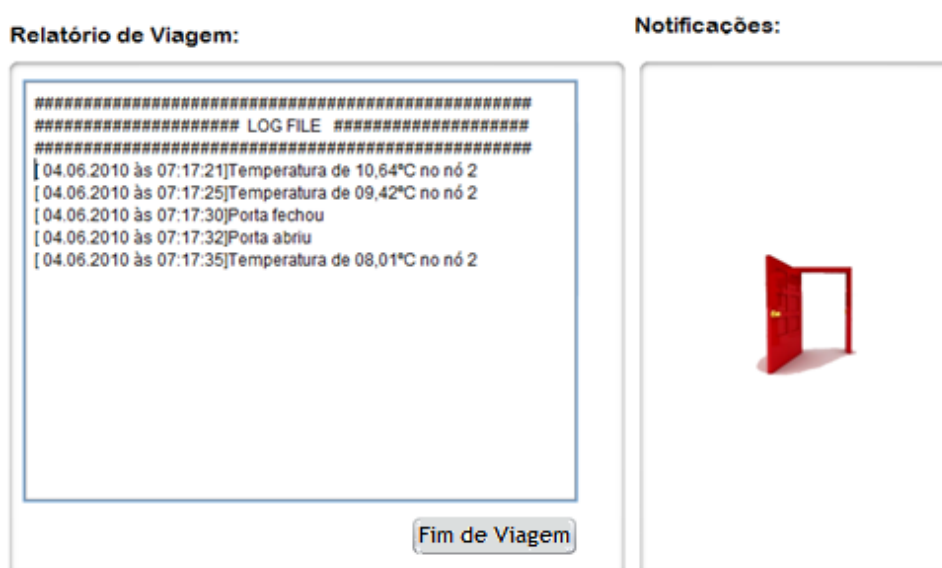 Relatório de Viagem:
Notificações:
###################################################
##################### LOG FILE ####################
###################################################
[ 04.06.2010 às 07:17:21]Temperatura de 10,64ºC no nó 2
[ 04.06.2010 às 07:17:25]Temperatura de 09,42ºC no nó 2
[ 04.06.2010 às 07:17:30]Porta fechou
[ 04.06.2010 às 07:17:32]Porta abriu
[ 04.06.2010 às 07:17:35]Temperatura de 08,01ºC no nó 2
Fim de Viagem